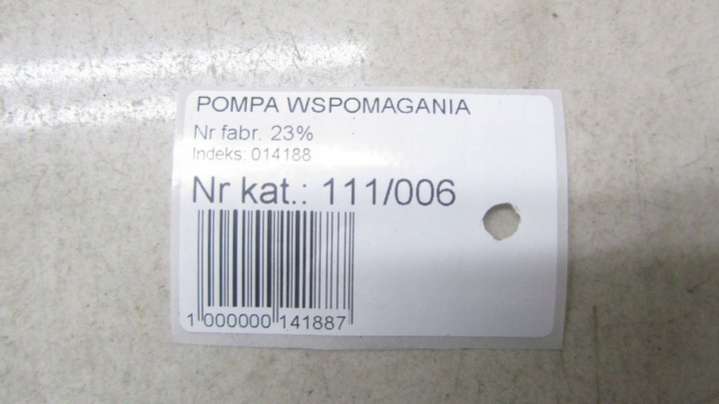 POMPA WSPOMAGANIA
Nr fabr. 23%
Indeks: 014188
Nr kat.: 111/006
1 000000 141887